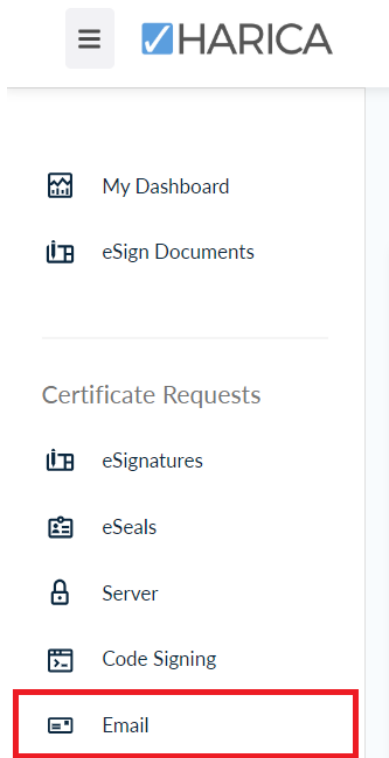 HARICA
My Dashboard
eSign Documents
Certificate Requests
eSignatures
eSeals
Server
Code Signing
Email